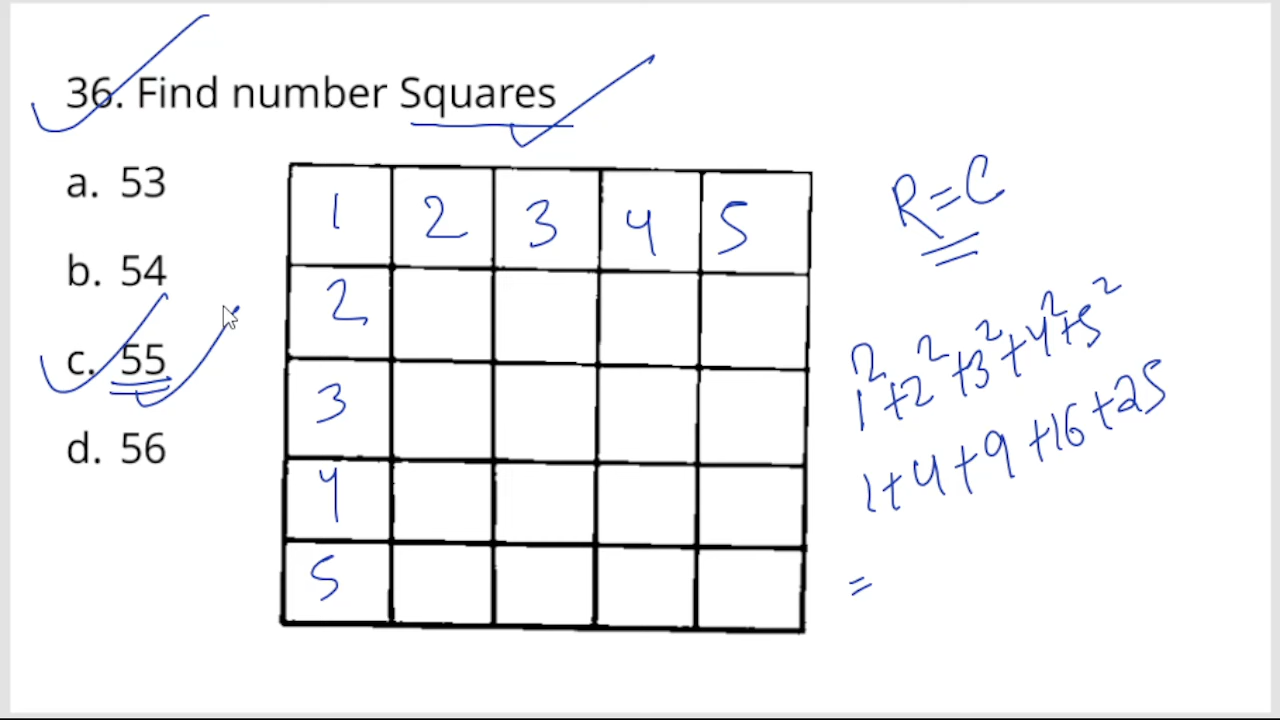 36. Find number Squares
a. 53
b. 54
c. 55
d. 56
1 2 3 4 5
2
3
4
5
R=C
1²+2²+3²+4²+5²
1+4+9+16+25
=